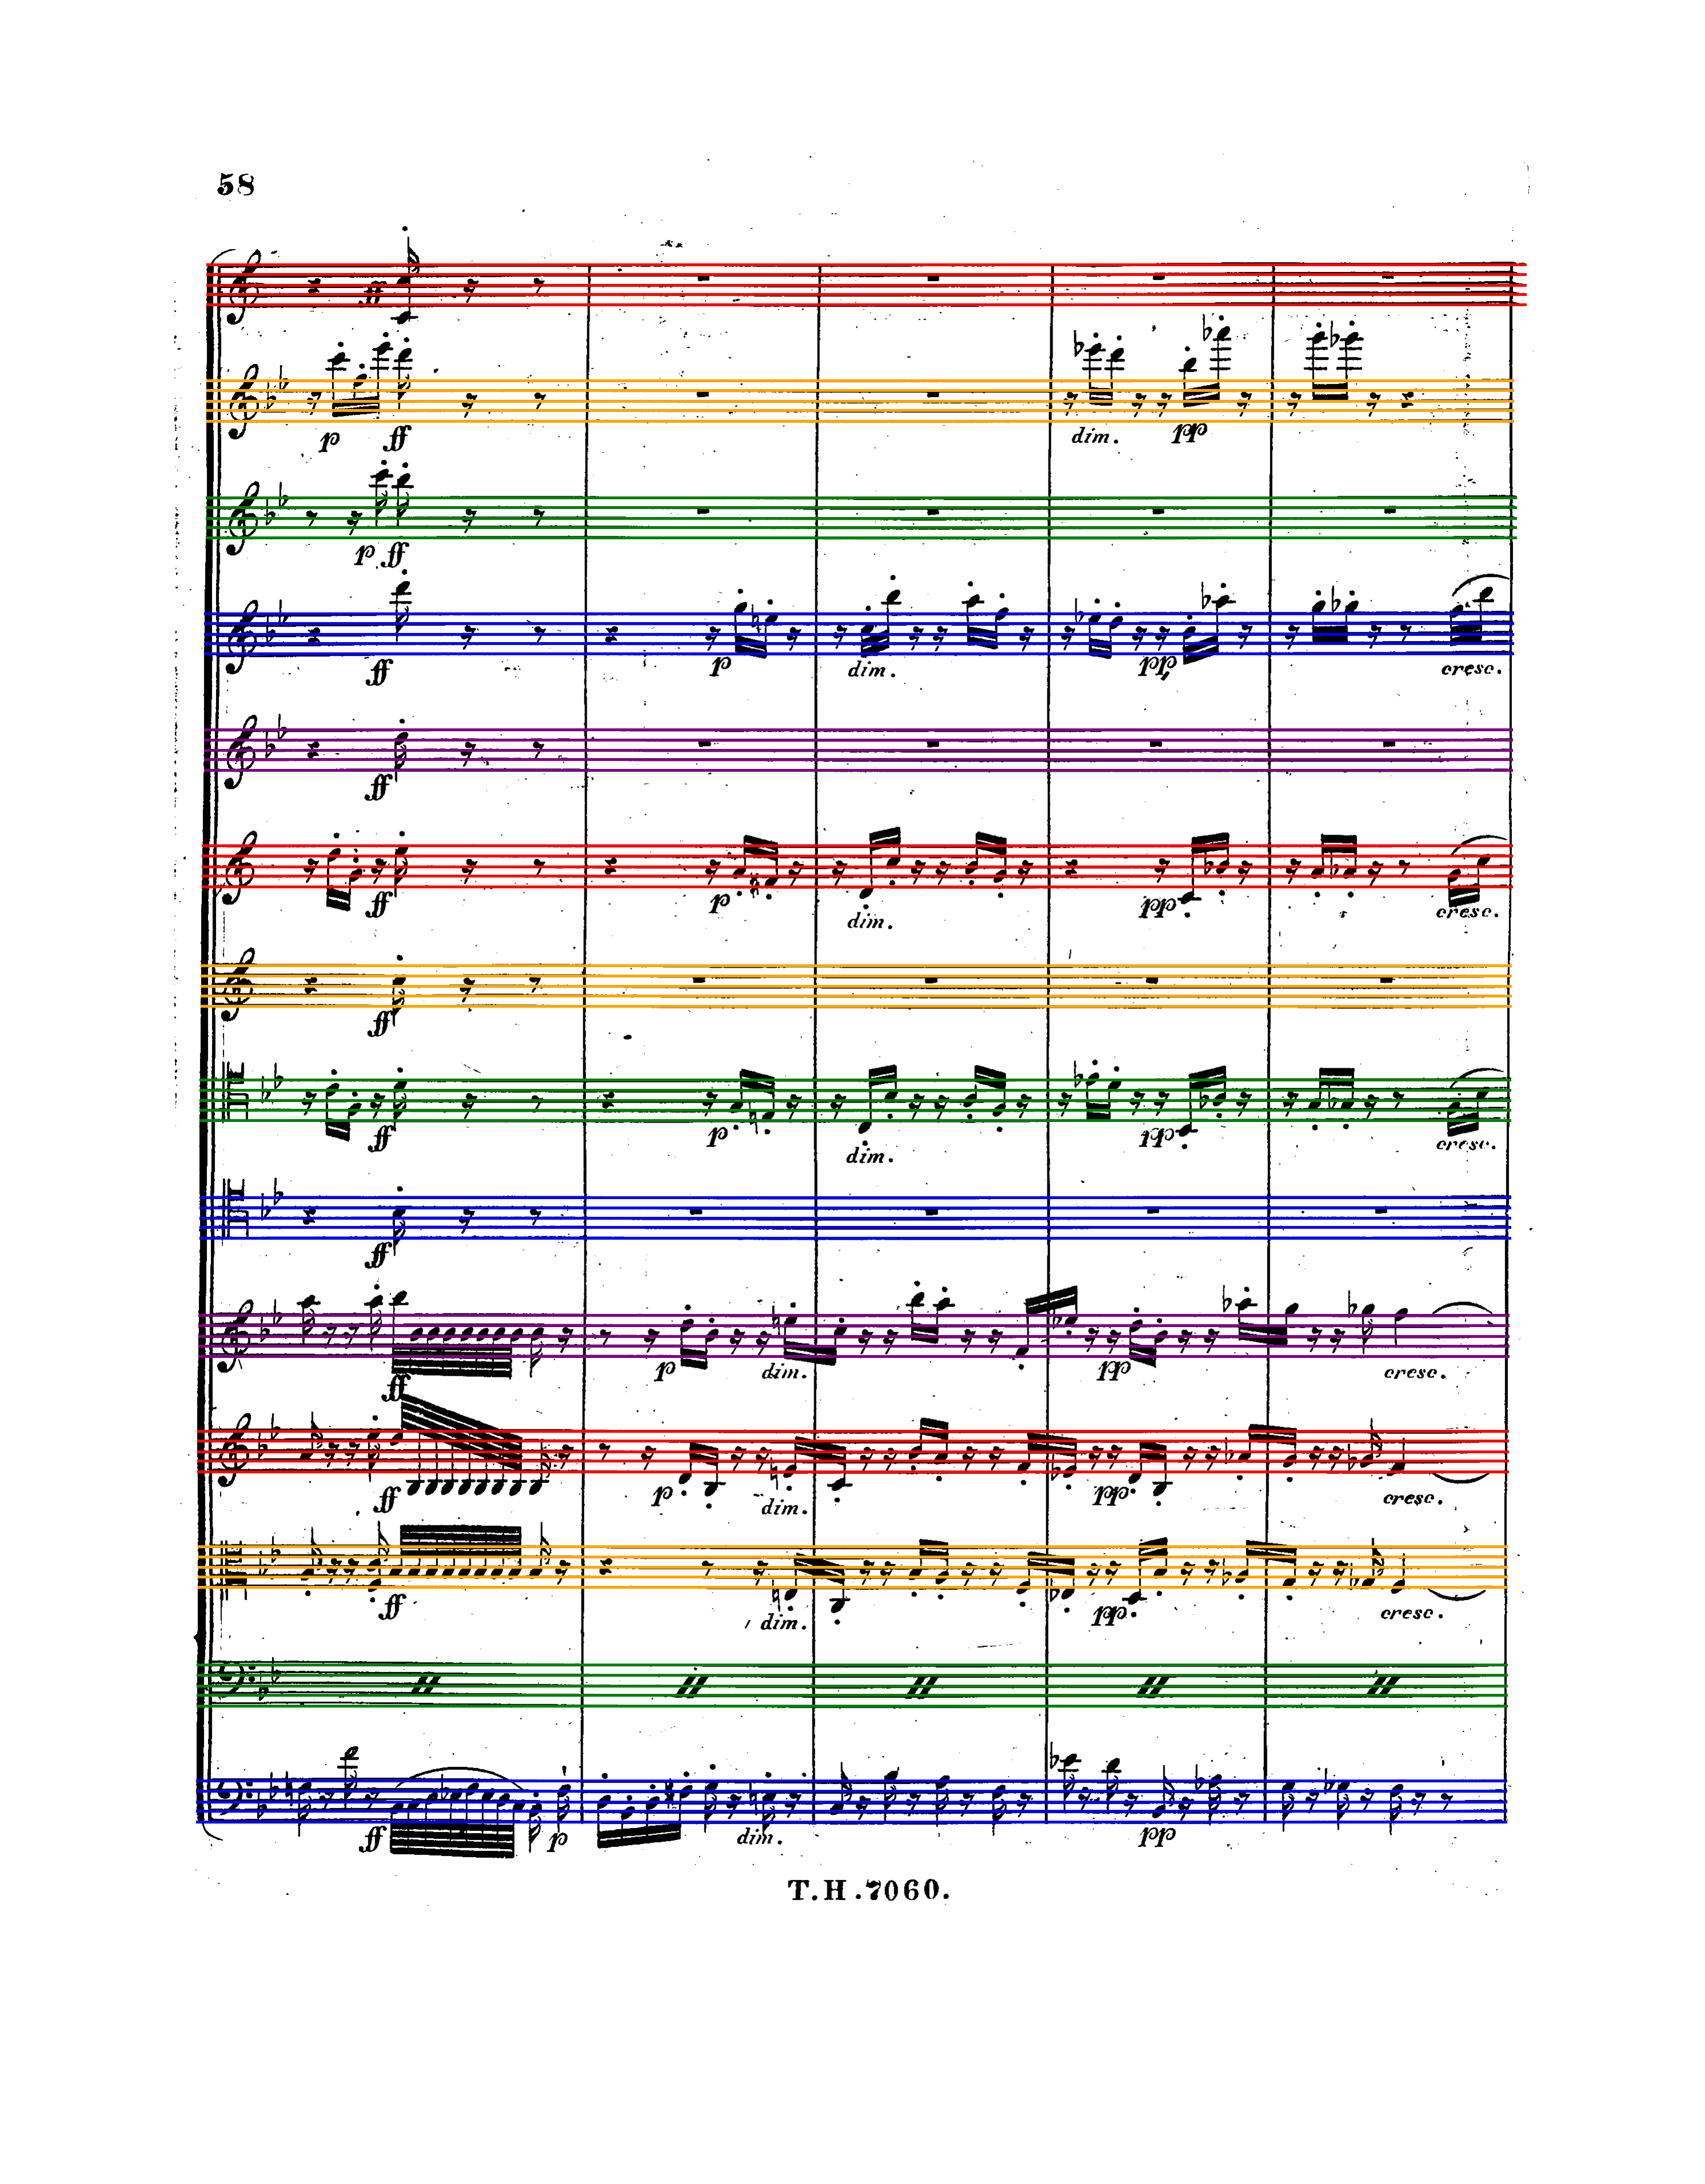 58
ff
p ff dim. pp
p ff
ff p dim. pp cresc.
ff
ff p dim. pp cresc.
ff
ff p dim. pp cresc.
ff
ff p dim. pp cresc.
ff p dim. pp cresc.
ff dim. pp cresc.
ff p dim. pp
T.H.7060.